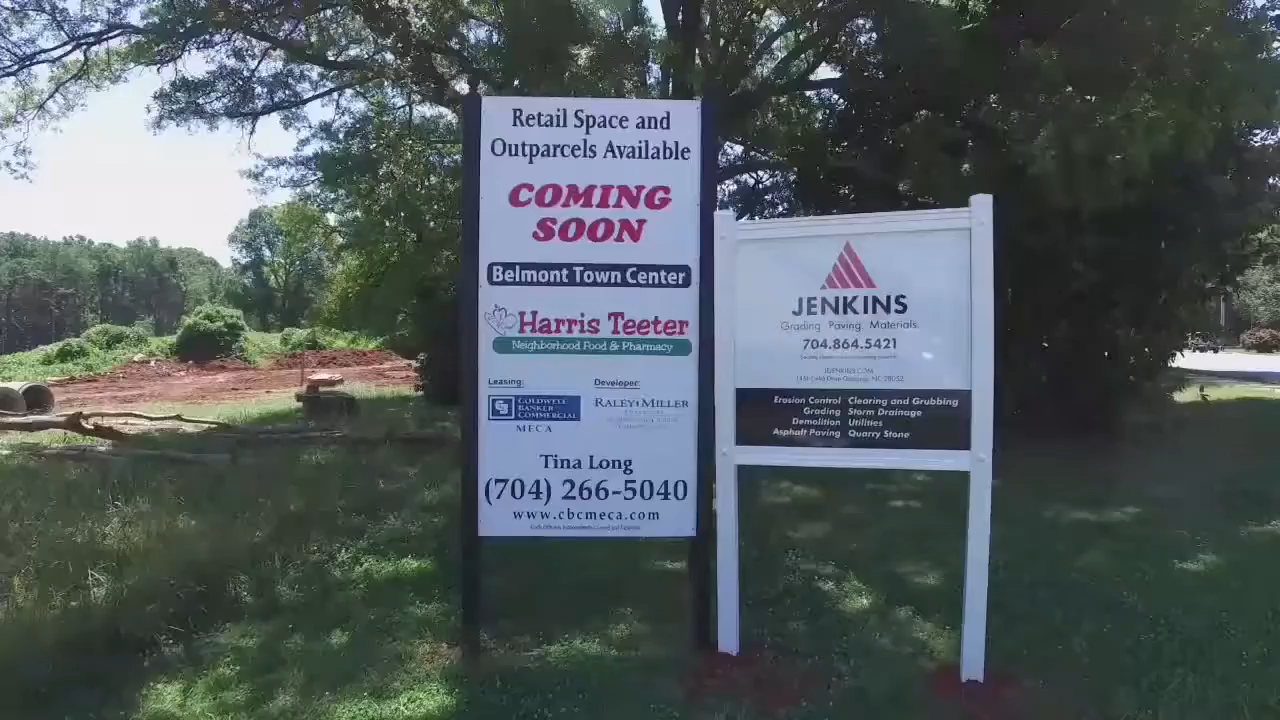 Retail Space and
Outparcels Available
COMING
SOON
Belmont Town Center
Harris Teeter
Neighborhood Food & Pharmacy
Leasing:
COLDWELL
BANKER
COMMERCIAL
MECA
Developer:
RALEY MILLER
Tina Long
(704) 266-5040
www.cbcmeca.com
JENKINS
Grading. Paving. Materials.
704.864.5421
JEJENKINS.COM
Erosion Control Clearing and Grubbing
Grading Storm Drainage
Demolition Utilities
Asphalt Paving Quarry Stone